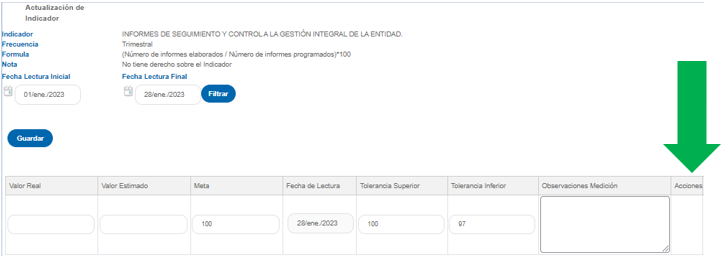 Actualización de
Indicador
Indicador INFORMES DE SEGUIMIENTO Y CONTROL A LA GESTIÓN INTEGRAL DE LA ENTIDAD.
Frecuencia Trimestral
Formula (Número de informes elaborados / Número de informes programados)*100
Nota No tiene derecho sobre el Indicador
Fecha Lectura Inicial Fecha Lectura Final
01/ene./2023 28/ene./2023 Filtrar
Guardar
Valor Real Valor Estimado Meta Fecha de Lectura Tolerancia Superior Tolerancia Inferior Observaciones Medición Acciones
100 28/ene./2023 100 97